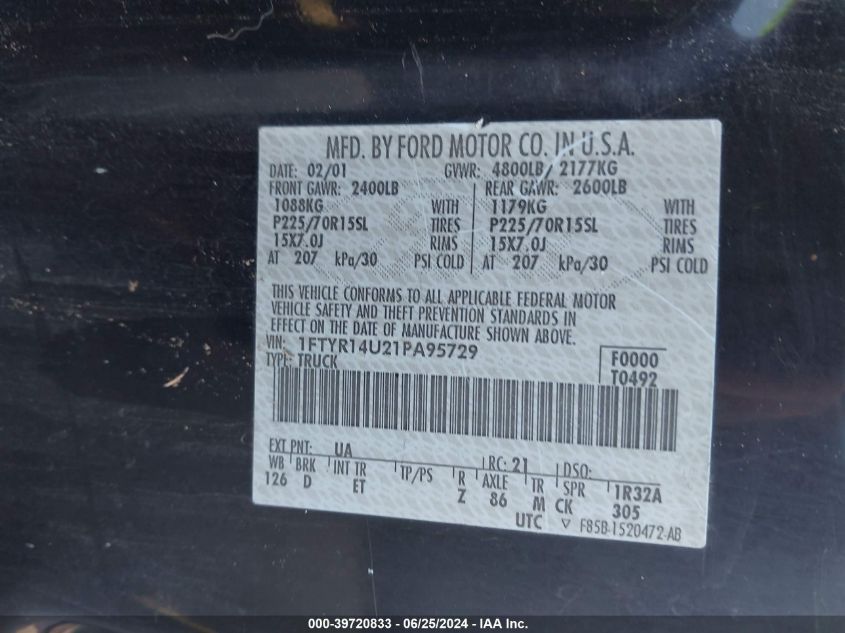 MFD. BY FORD MOTOR CO. IN U.S.A.
DATE: 02/01 GVWR: 4800LB/ 2177KG
FRONT GAWR: 2400LB REAR GAWR: 2600LB
1088KG WITH 1179KG WITH
P225/70R15SL TIRES P225/70R15SL TIRES
15X7.0J RIMS 15X7.0J RIMS
AT 207 kPa/30 PSI COLD AT 207 kPa/30 PSI COLD
THIS VEHICLE CONFORMS TO ALL APPLICABLE FEDERAL MOTOR
VEHICLE SAFETY AND THEFT PREVENTION STANDARDS IN
EFFECT ON THE DATE OF MANUFACTURE SHOWN ABOVE.
VIN: 1FTYR14U21PA95729 F0000
TYPE: TRUCK T0492
EXT PNT: UA RC: 21 DSO:
WB BRK INT TR TP/PS R AXLE TR SPR 1R32A
126 D ET Z 86 M CK 305
UTC ▽ F85B-1520472-AB
000-39720833 - 06/25/2024 - IAA Inc.